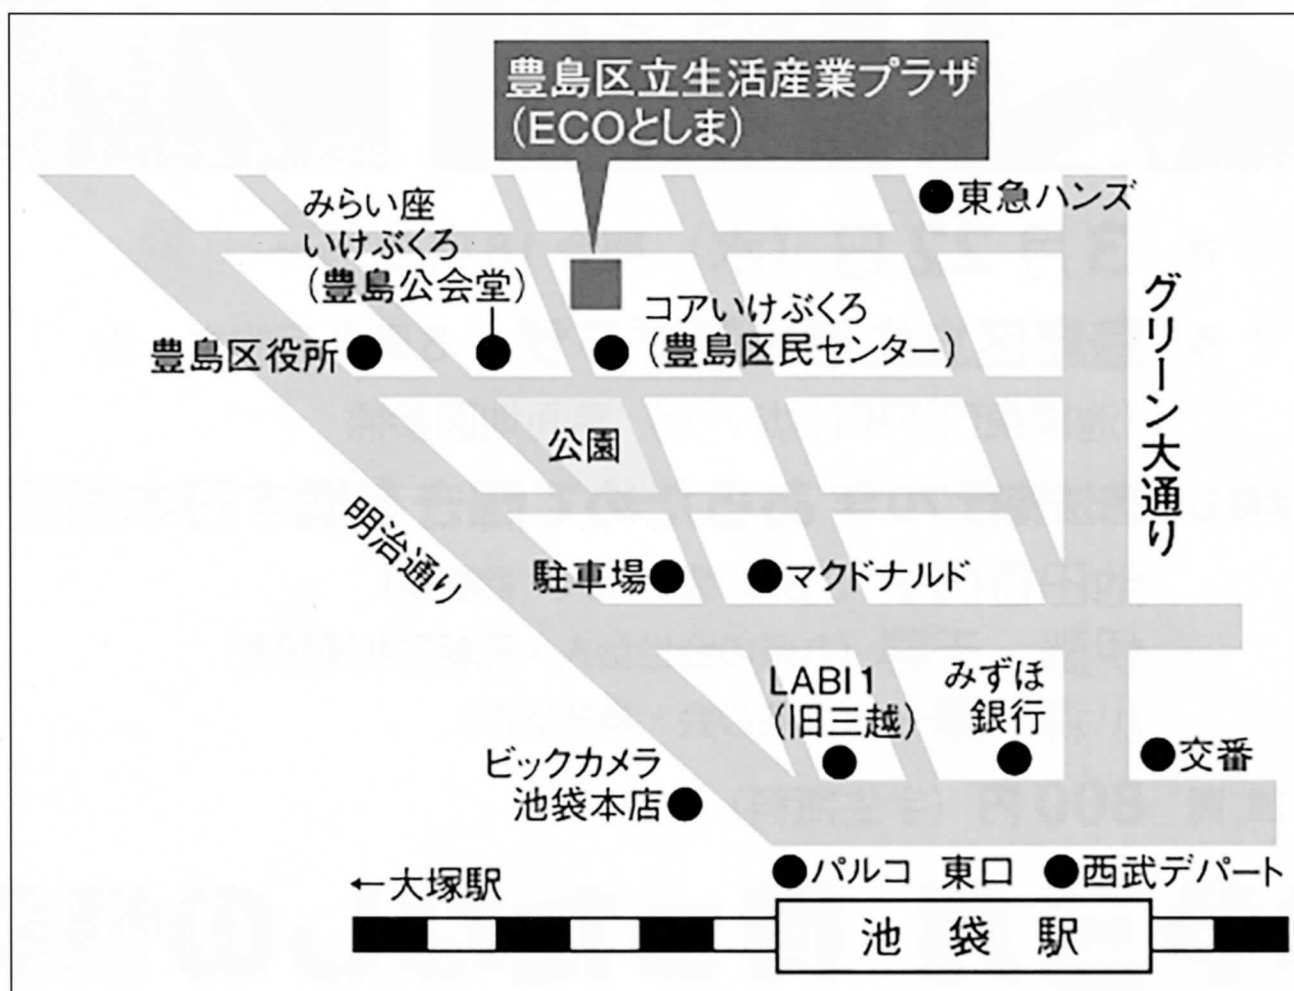 豊島区立生活産業プラザ
(ECOとしま)
東急ハンズ
みらい座
いけぶくろ
(豊島公会堂)
コアいけぶくろ
(豊島区民センター)
豊島区役所
グリーン大通り
公園
明治通り
駐車場
マクドナルド
LABI1
(旧三越)
みずほ
銀行
交番
ビックカメラ
池袋本店
パルコ 東口 西武デパート
←大塚駅
池袋駅